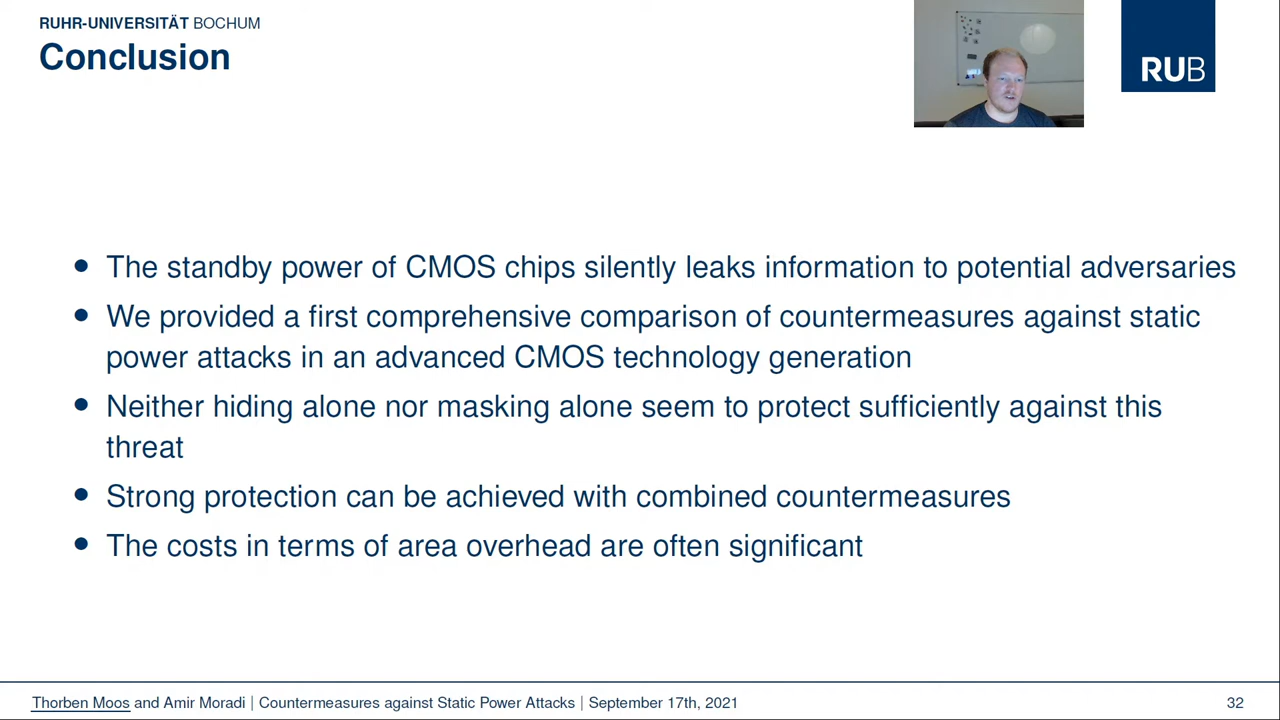 RUHR-UNIVERSITÄT BOCHUM
Conclusion
RUB
• The standby power of CMOS chips silently leaks information to potential adversaries
• We provided a first comprehensive comparison of countermeasures against static
power attacks in an advanced CMOS technology generation
• Neither hiding alone nor masking alone seem to protect sufficiently against this
threat
• Strong protection can be achieved with combined countermeasures
• The costs in terms of area overhead are often significant
Thorben Moos and Amir Moradi | Countermeasures against Static Power Attacks | September 17th, 2021
32